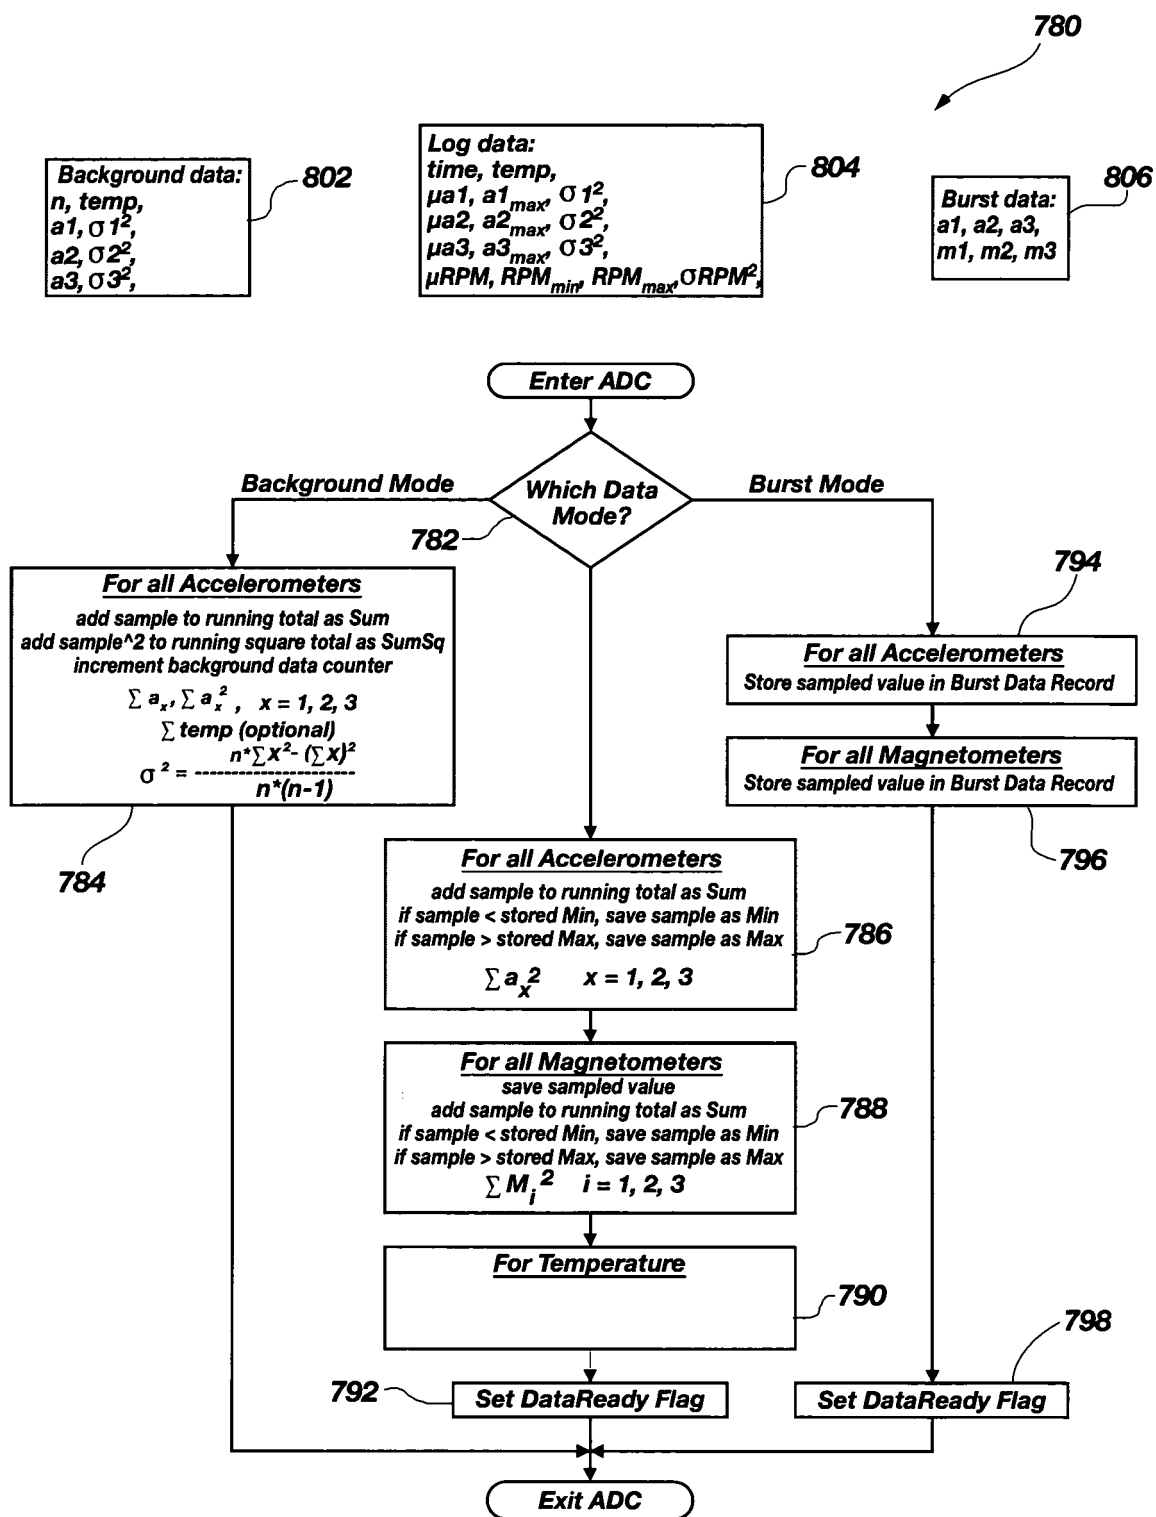 780
Background data:
n, temp,
a1, σ1²,
a2, σ2²,
a3, σ3²,
802
Log data:
time, temp,
µa1, a1max, σ1²,
µa2, a2max, σ2²,
µa3, a3max, σ3²,
µRPM, RPMmin, RPMmax, σRPM²,
804
Burst data:
a1, a2, a3,
m1, m2, m3
806
Enter ADC
Which Data
Mode?
782
Background Mode
Burst Mode
For all Accelerometers
add sample to running total as Sum
add sample^2 to running square total as SumSq
increment background data counter
∑ax, ∑ax², x = 1, 2, 3
∑ temp (optional)
n*∑X²- (∑X)²
σ² = --------------------
n*(n-1)
784
794
For all Accelerometers
Store sampled value in Burst Data Record
For all Magnetometers
Store sampled value in Burst Data Record
796
For all Accelerometers
add sample to running total as Sum
if sample < stored Min, save sample as Min
if sample > stored Max, save sample as Max
∑ax² x = 1, 2, 3
786
For all Magnetometers
save sampled value
add sample to running total as Sum
if sample < stored Min, save sample as Min
if sample > stored Max, save sample as Max
∑Mi² i = 1, 2, 3
788
For Temperature
790
792
Set DataReady Flag
798
Set DataReady Flag
Exit ADC